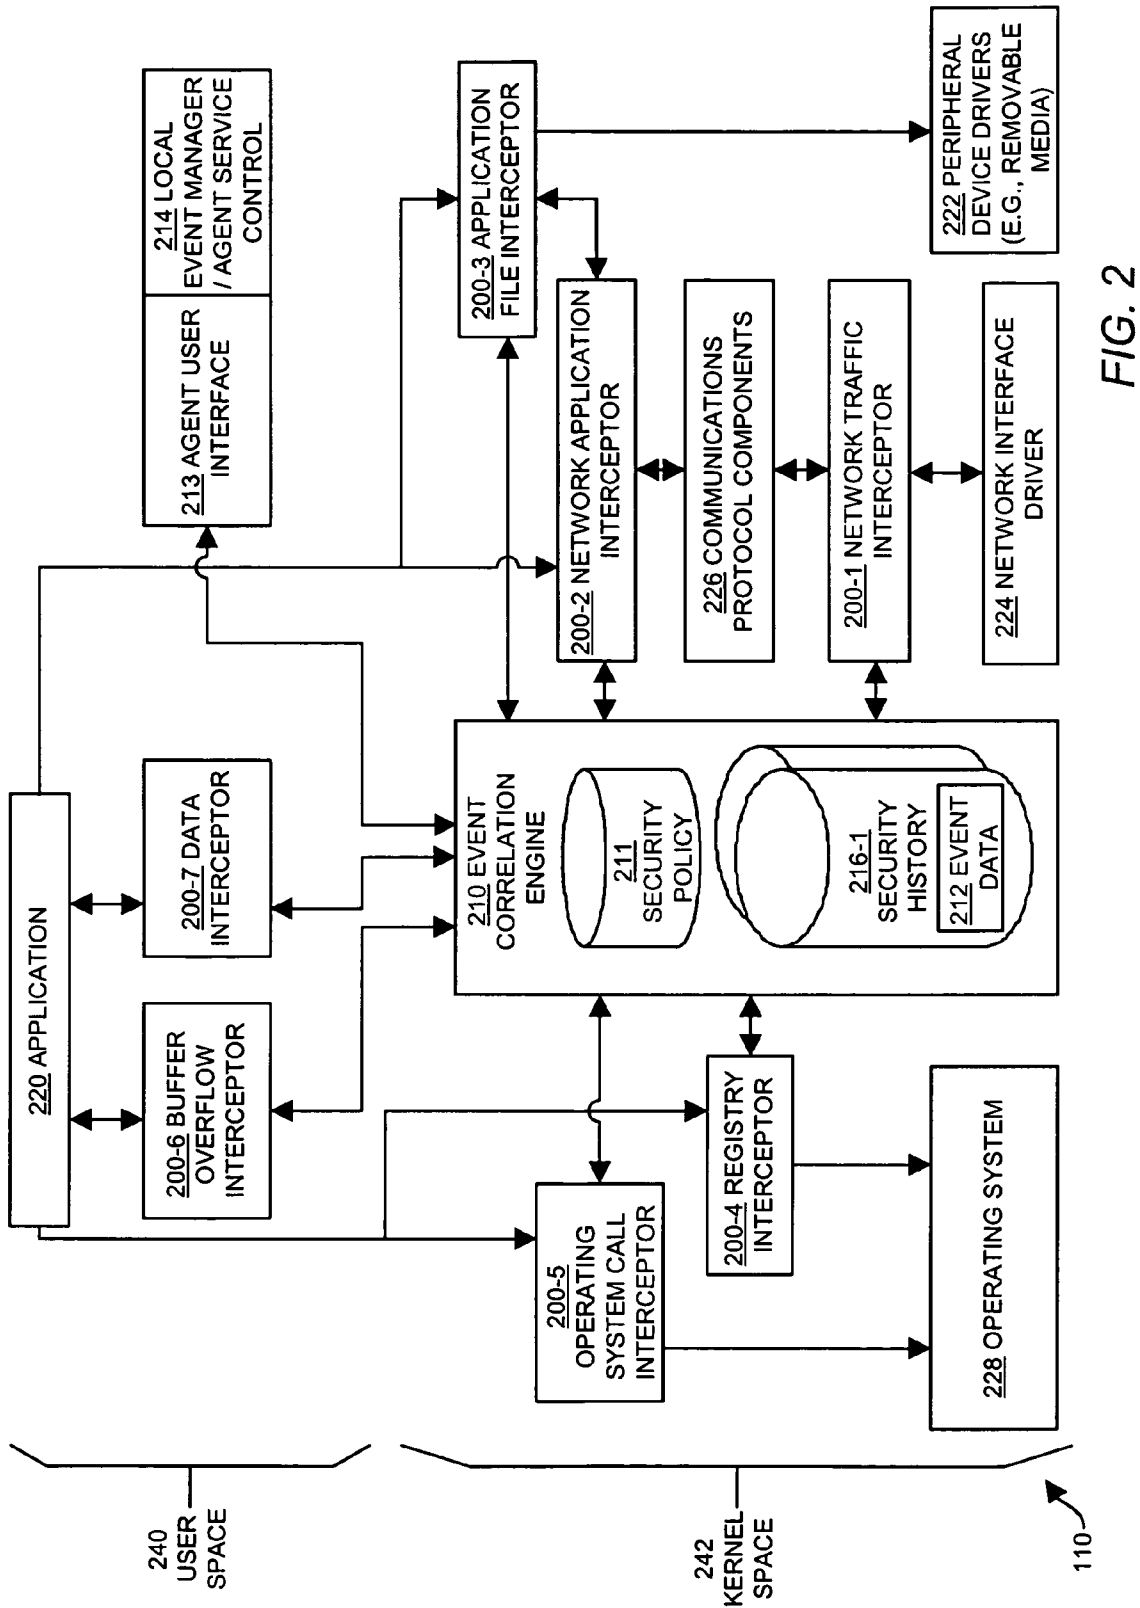 220 APPLICATION
200-6 BUFFER
OVERFLOW
INTERCEPTOR
200-7 DATA
INTERCEPTOR
213 AGENT USER
INTERFACE
214 LOCAL
EVENT MANAGER
/ AGENT SERVICE
CONTROL
240
USER
SPACE
200-5
OPERATING
SYSTEM CALL
INTERCEPTOR
200-4 REGISTRY
INTERCEPTOR
228 OPERATING SYSTEM
210 EVENT
CORRELATION
ENGINE
211
SECURITY
POLICY
216-1
SECURITY
HISTORY
212 EVENT
DATA
200-3 APPLICATION
FILE INTERCEPTOR
200-2 NETWORK APPLICATION
INTERCEPTOR
226 COMMUNICATIONS
PROTOCOL COMPONENTS
200-1 NETWORK TRAFFIC
INTERCEPTOR
224 NETWORK INTERFACE
DRIVER
222 PERIPHERAL
DEVICE DRIVERS
(E.G., REMOVABLE
MEDIA)
242
KERNEL
SPACE
110
FIG. 2